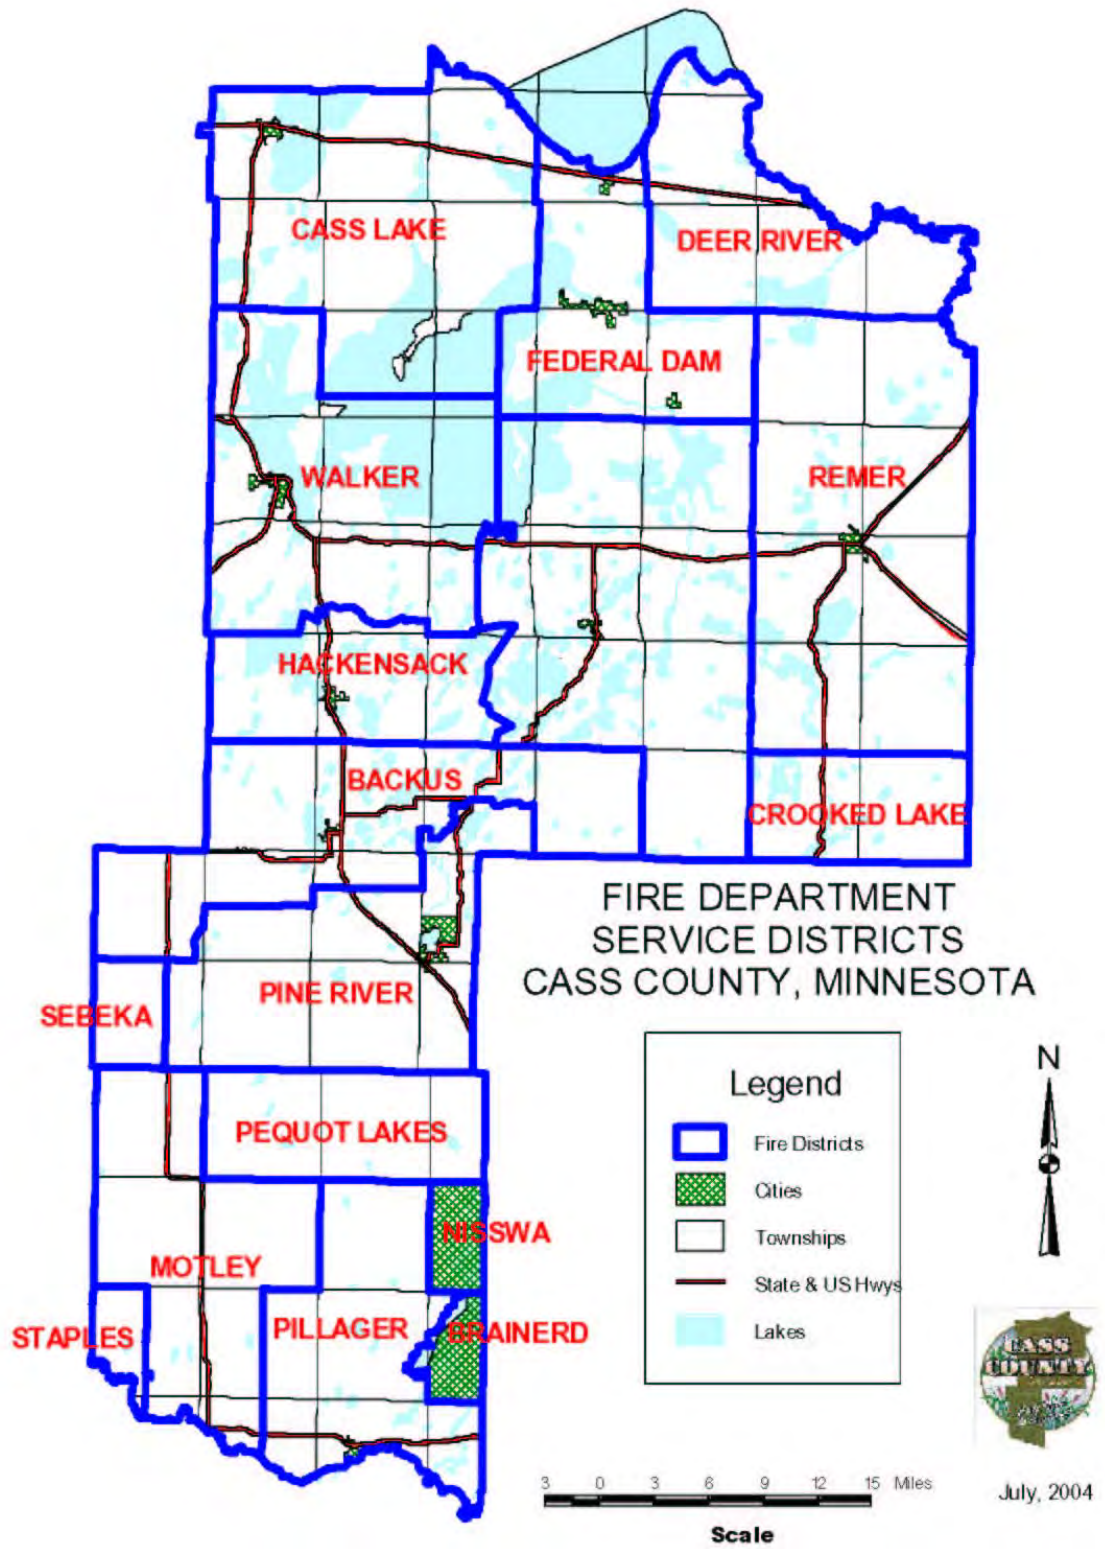 CASS LAKE
DEER RIVER
FEDERAL DAM
WALKER
REMER
HACKENSACK
BACKUS
CROOKED LAKE
FIRE DEPARTMENT
SERVICE DISTRICTS
CASS COUNTY, MINNESOTA
PINE RIVER
SEBEKA
PEQUOT LAKES
NISSWA
MOTLEY
STAPLES
PILLAGER
BRAINERD
Legend
Fire Districts
Cities
Townships
State & US Hwys
Lakes
N
CASS
COUNTY
July, 2004
3 0 3 6 9 12 15 Miles
Scale